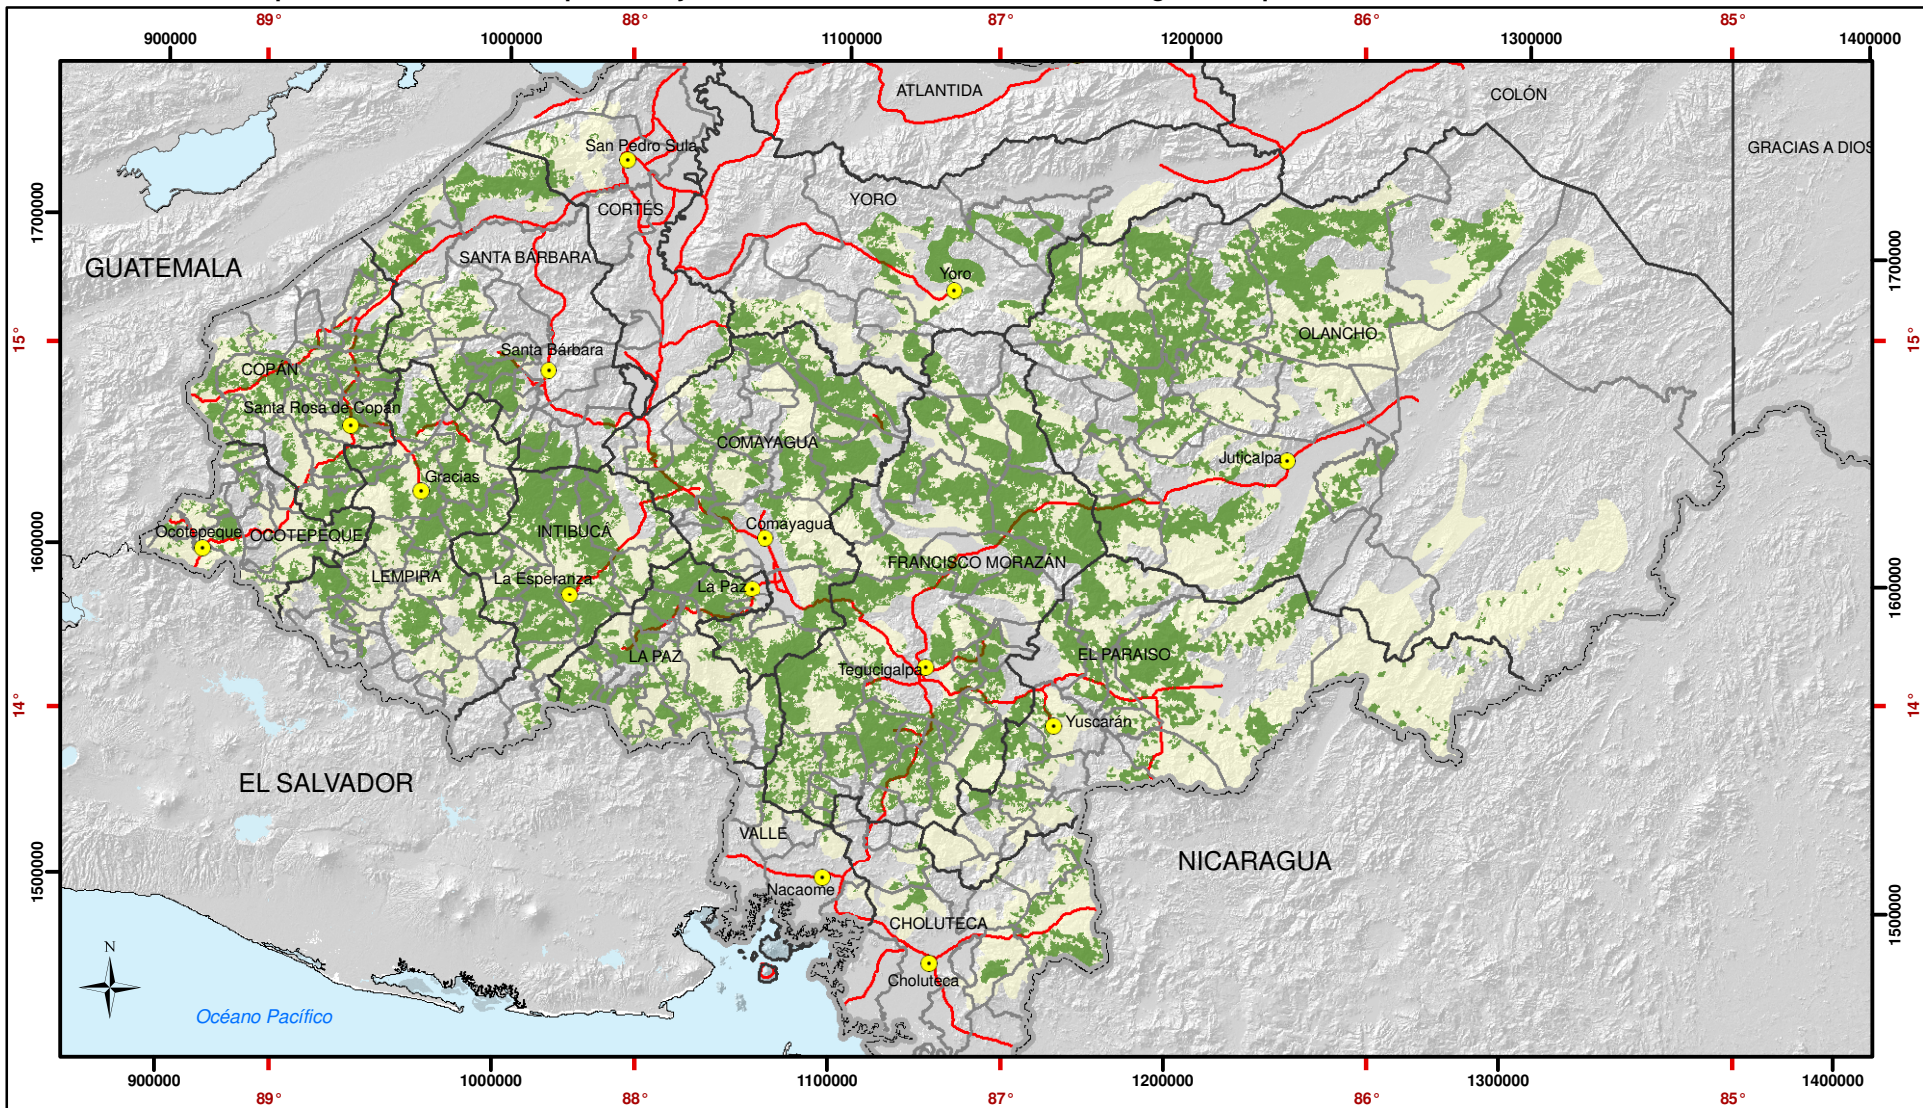 89° 88° 87° 86° 85°
900000 1000000 1100000 1200000 1300000 1400000
ATLANTIDA
COLÓN
GRACIAS A DIOS
San Pedro Sula
YORO
CORTÉS
1700000
1700000
SANTA BÁRBARA
GUATEMALA
Yoro
OLANCHO
15°
15°
Santa Bárbara
COPÁN
Santa Rosa de Copán
COMAYAGUA
Juticalpa
Gracias
Comayagua
Ocotepeque
OCOTEPEQUE
INTIBUCÁ
1600000
FRANCISCO MORAZÁN
LEMPIRA
La Esperanza
La Paz
1600000
LA PAZ
EL PARAISO
Tegucigalpa
14°
14°
Yuscarán
EL SALVADOR
VALLE
NICARAGUA
1500000
Nacaome
CHOLUTECA
1500000
N
Choluteca
Océano Pacífico
900000 1000000 1100000 1200000 1300000 1400000
89° 88° 87° 86° 85°